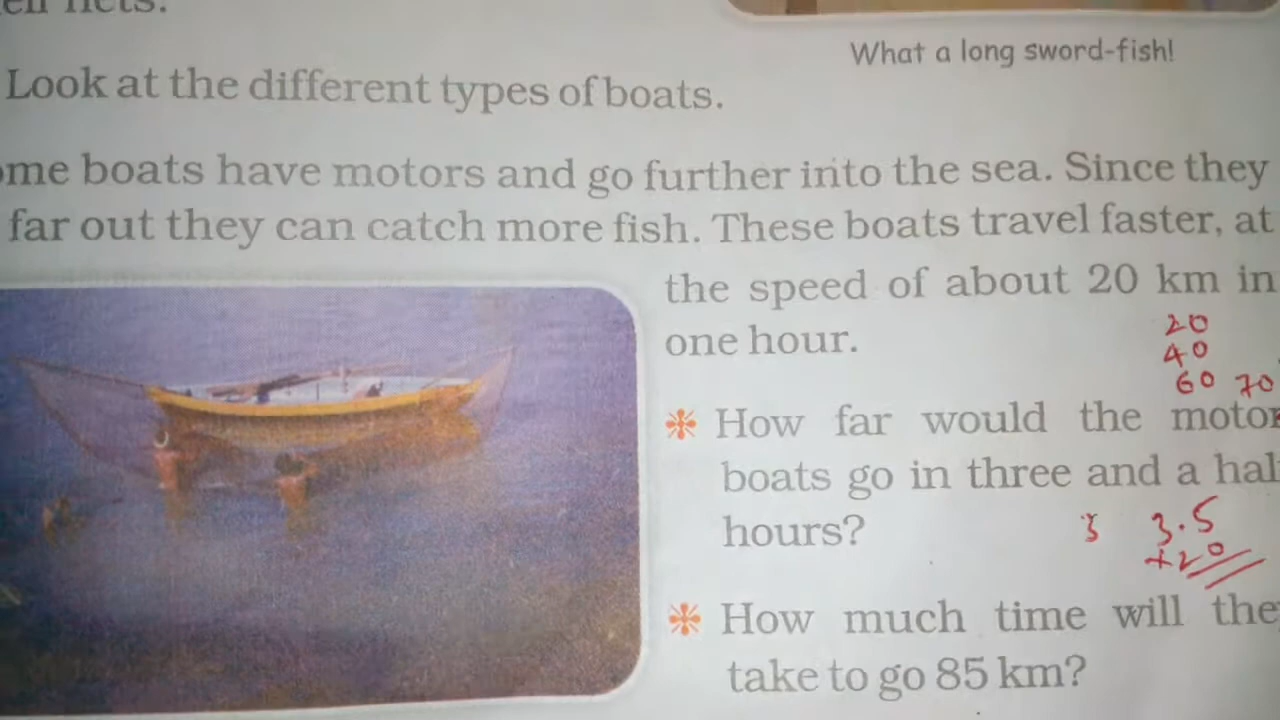 What a long sword-fish!
Look at the different types of boats.
me boats have motors and go further into the sea. Since they
far out they can catch more fish. These boats travel faster, at
the speed of about 20 km in
one hour.
20
40
60 70
How far would the motor
boats go in three and a hal
hours?
3 3.5
+20
How much time will the
take to go 85 km?